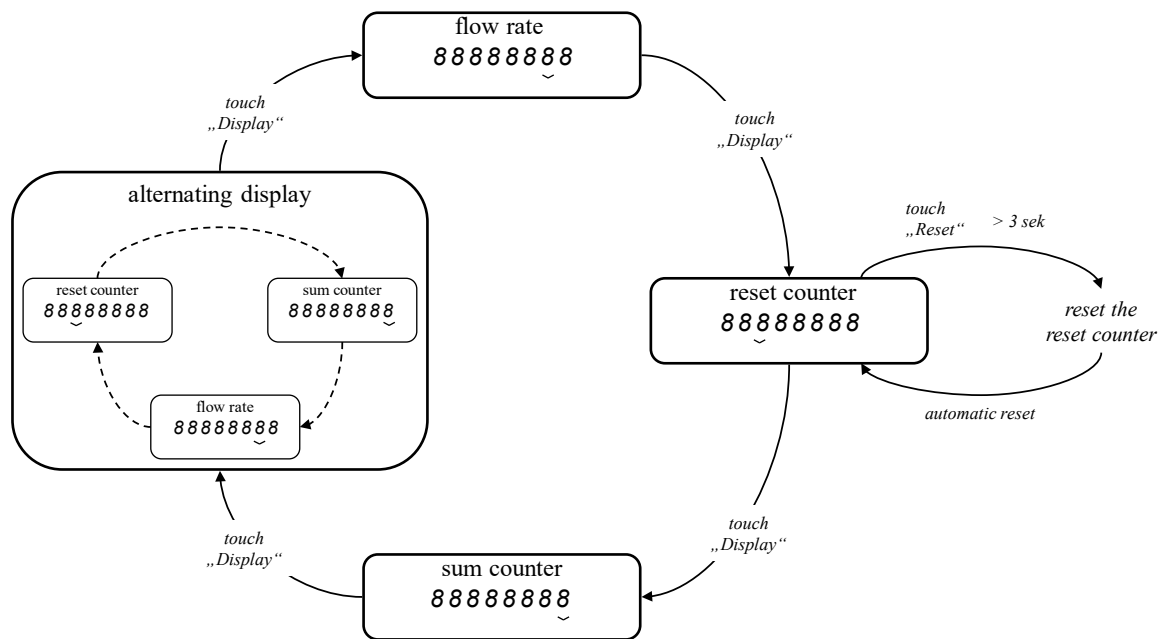 flow rate
88888888
touch
„Display“
touch
„Display“
alternating display
reset counter
88888888
sum counter
88888888
flow rate
88888888
touch
„Reset“ > 3 sek
reset counter
88888888
reset the
reset counter
automatic reset
touch
„Display“
touch
„Display“
sum counter
88888888